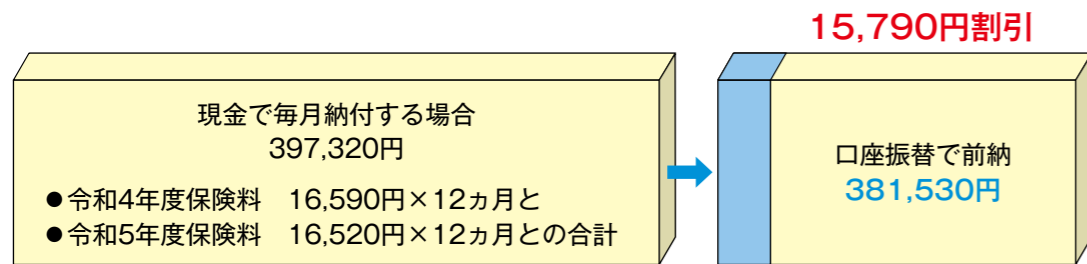 15,790円割引
現金で毎月納付する場合
397,320円
●令和4年度保険料　16,590円×12ヵ月と
●令和5年度保険料　16,520円×12ヵ月との合計
口座振替で前納
381,530円